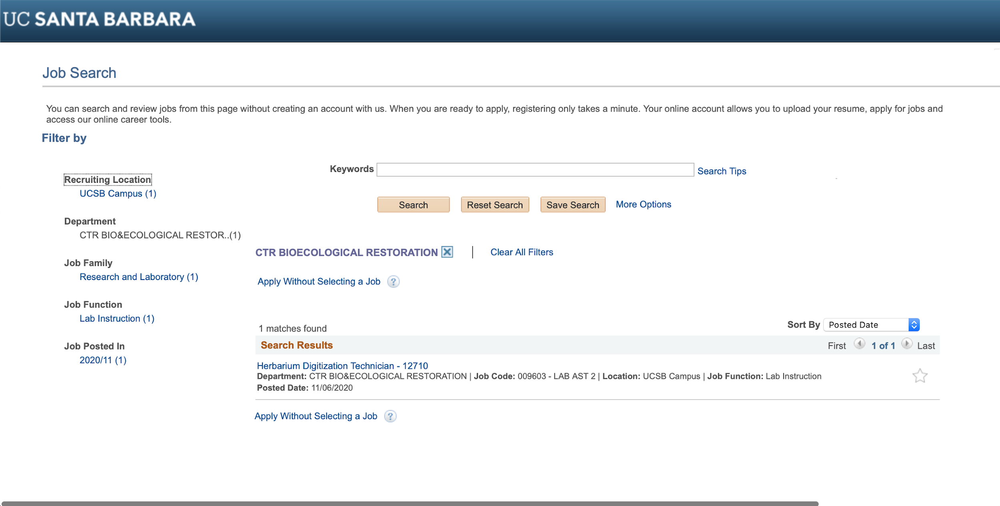 UC SANTA BARBARA
Job Search
You can search and review jobs from this page without creating an account with us. When you are ready to apply, registering only takes a minute. Your online account allows you to upload your resume, apply for jobs and
access our online career tools.
Filter by
Keywords
Search Tips
Recruiting Location
UCSB Campus (1)
Search
Reset Search
Save Search
More Options
Department
CTR BIO&ECOLOGICAL RESTOR..(1)
CTR BIOECOLOGICAL RESTORATION
Clear All Filters
Job Family
Research and Laboratory (1)
Apply Without Selecting a Job ?
Job Function
Lab Instruction (1)
1 matches found
Sort By Posted Date
Job Posted In
2020/11 (1)
Search Results
First 1 of 1 Last
Herbarium Digitization Technician - 12710
Department: CTR BIO&ECOLOGICAL RESTORATION | Job Code: 009603 - LAB AST 2 | Location: UCSB Campus | Job Function: Lab Instruction
Posted Date: 11/06/2020
Apply Without Selecting a Job ?